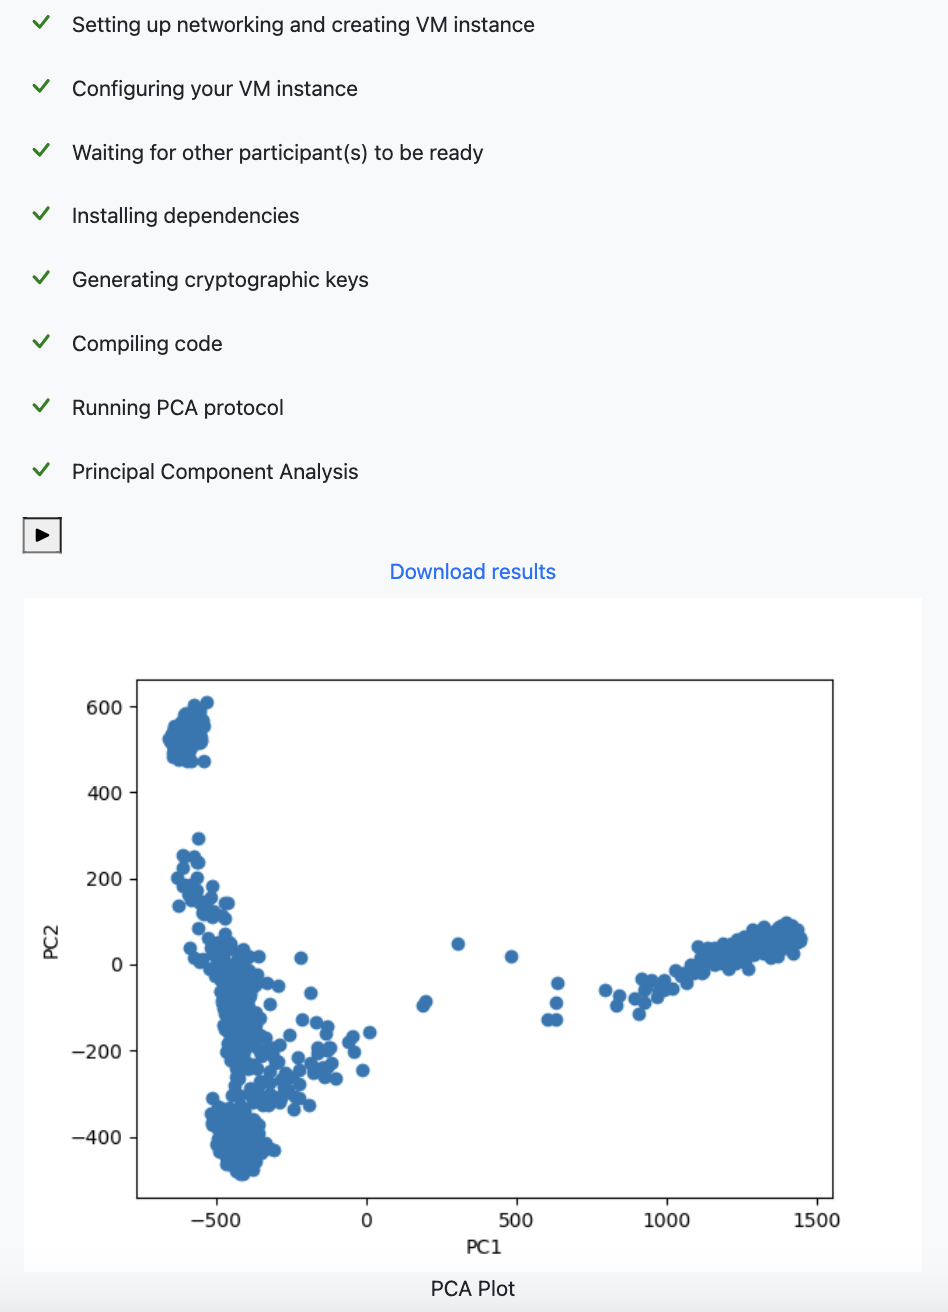 Setting up networking and creating VM instance
Configuring your VM instance
Waiting for other participant(s) to be ready
Installing dependencies
Generating cryptographic keys
Compiling code
Running PCA protocol
Principal Component Analysis
Download results
600
400
200
0
−200
−400
PC2
−500
0
500
1000
1500
PC1
PCA Plot